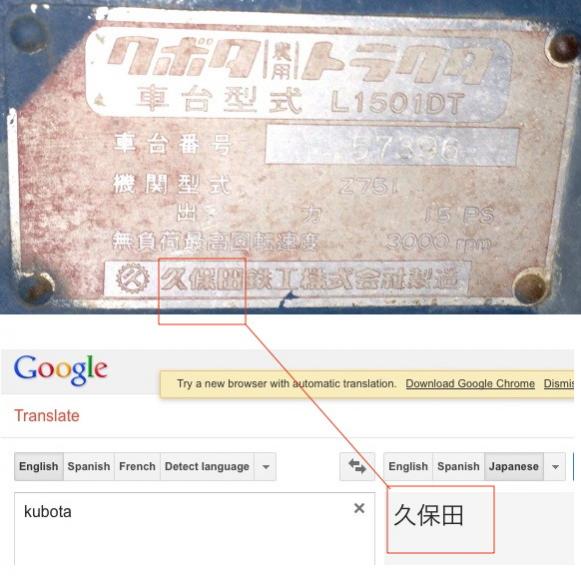 クボタ農用トラクタ
車台型式 L1501DT
車台番号 57396
機関型式 Z751
出力 15 PS
無負荷最高回転速度 3000 rpm
久保田鉄工株式会社製造
Google
Try a new browser with automatic translation. Download Google Chrome
Translate
English Spanish French Detect language English Spanish Japanese
kubota
久保田